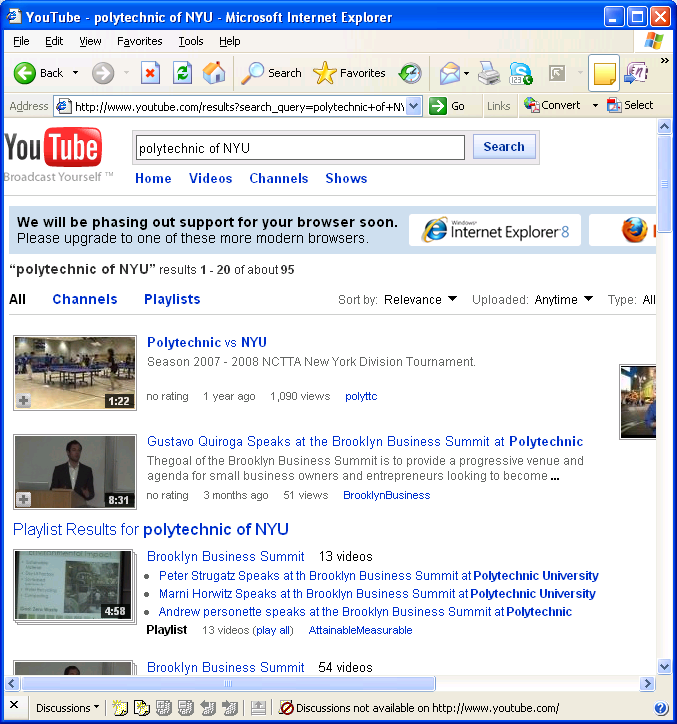 YouTube - polytechnic of NYU - Microsoft Internet Explorer
File Edit View Favorites Tools Help
Back Search Favorites
Address http://www.youtube.com/results?search_query=polytechnic+of+NY Go Links Convert Select
You Tube
Broadcast Yourself ™
polytechnic of NYU Search
Home Videos Channels Shows
We will be phasing out support for your browser soon.
Please upgrade to one of these more modern browsers.
Windows Internet Explorer 8
“polytechnic of NYU” results 1 - 20 of about 95
All Channels Playlists Sort by: Relevance Uploaded: Anytime Type: All
Polytechnic vs NYU
Season 2007 - 2008 NCTTA New York Division Tournament.
1:22
no rating 1 year ago 1,090 views polyttc
Gustavo Quiroga Speaks at the Brooklyn Business Summit at Polytechnic
Thegoal of the Brooklyn Business Summit is to provide a progressive venue and
agenda for small business owners and entrepreneurs looking to become ...
8:31
no rating 3 months ago 51 views BrooklynBusiness
Playlist Results for polytechnic of NYU
Brooklyn Business Summit 13 videos
Peter Strugatz Speaks at th Brooklyn Business Summit at Polytechnic University
Marni Horwitz Speaks at th Brooklyn Business Summit at Polytechnic University
Andrew personette speaks at the Brooklyn Business Summit at Polytechnic
4:58
Playlist 13 videos (play all) AttainableMeasurable
Brooklyn Business Summit 54 videos
Discussions Discussions not available on http://www.youtube.com/